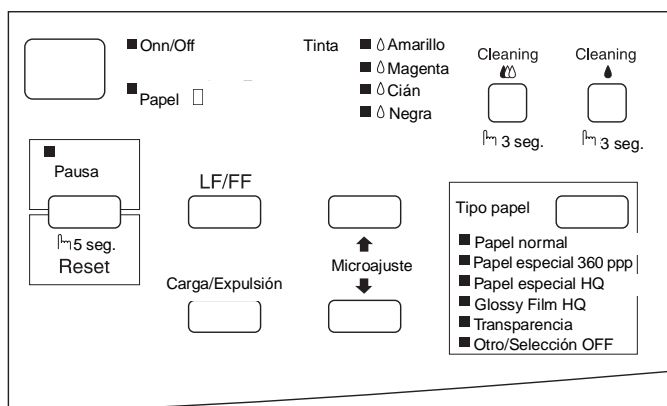 Onn/Off
Papel
Tinta
Amarillo
Magenta
Cián
Negra
Cleaning
3 seg.
Cleaning
3 seg.
Pausa
5 seg.
Reset
LF/FF
Carga/Expulsión
Microajuste
Tipo papel
Papel normal
Papel especial 360 ppp
Papel especial HQ
Glossy Film HQ
Transparencia
Otro/Selección OFF